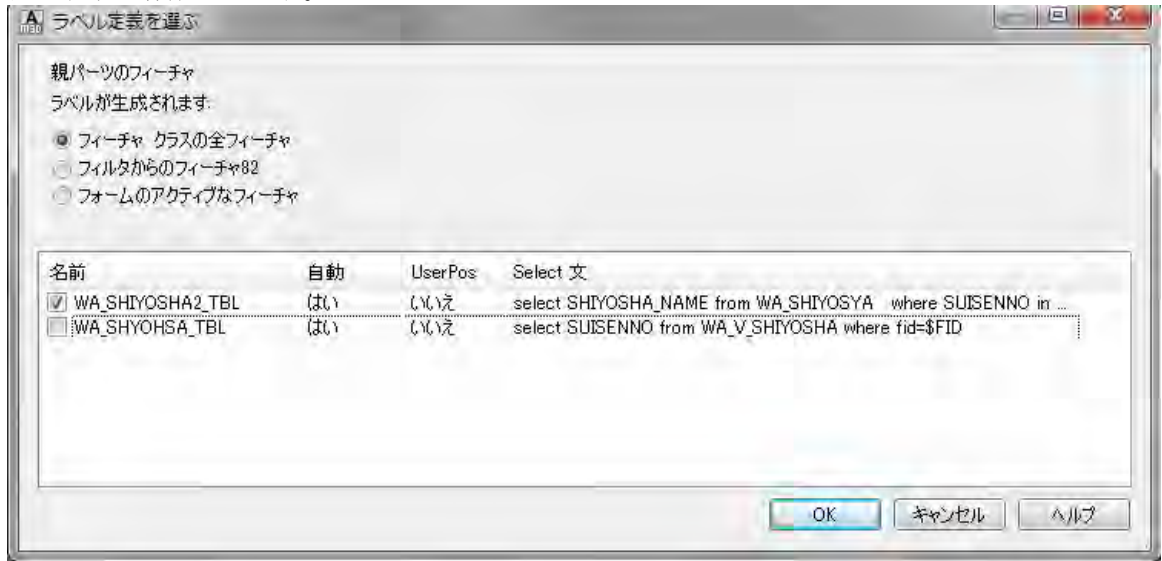 ラベル定義を選ぶ
親パーツのフィーチャ
ラベルが生成されます:
フィーチャ クラスの全フィーチャ
フィルタからのフィーチャ82
フォームのアクティブなフィーチャ
名前 自動 UserPos Select 文
WA_SHIYOSHA2_TBL はい いいえ select SHIYOSHA_NAME from WA_SHIYOSYA where SUISENNO in ...
WA_SHYOHSA_TBL はい いいえ select SUISENNO from WA_V_SHIYOSHA where fid=$FID
OK キャンセル ヘルプ